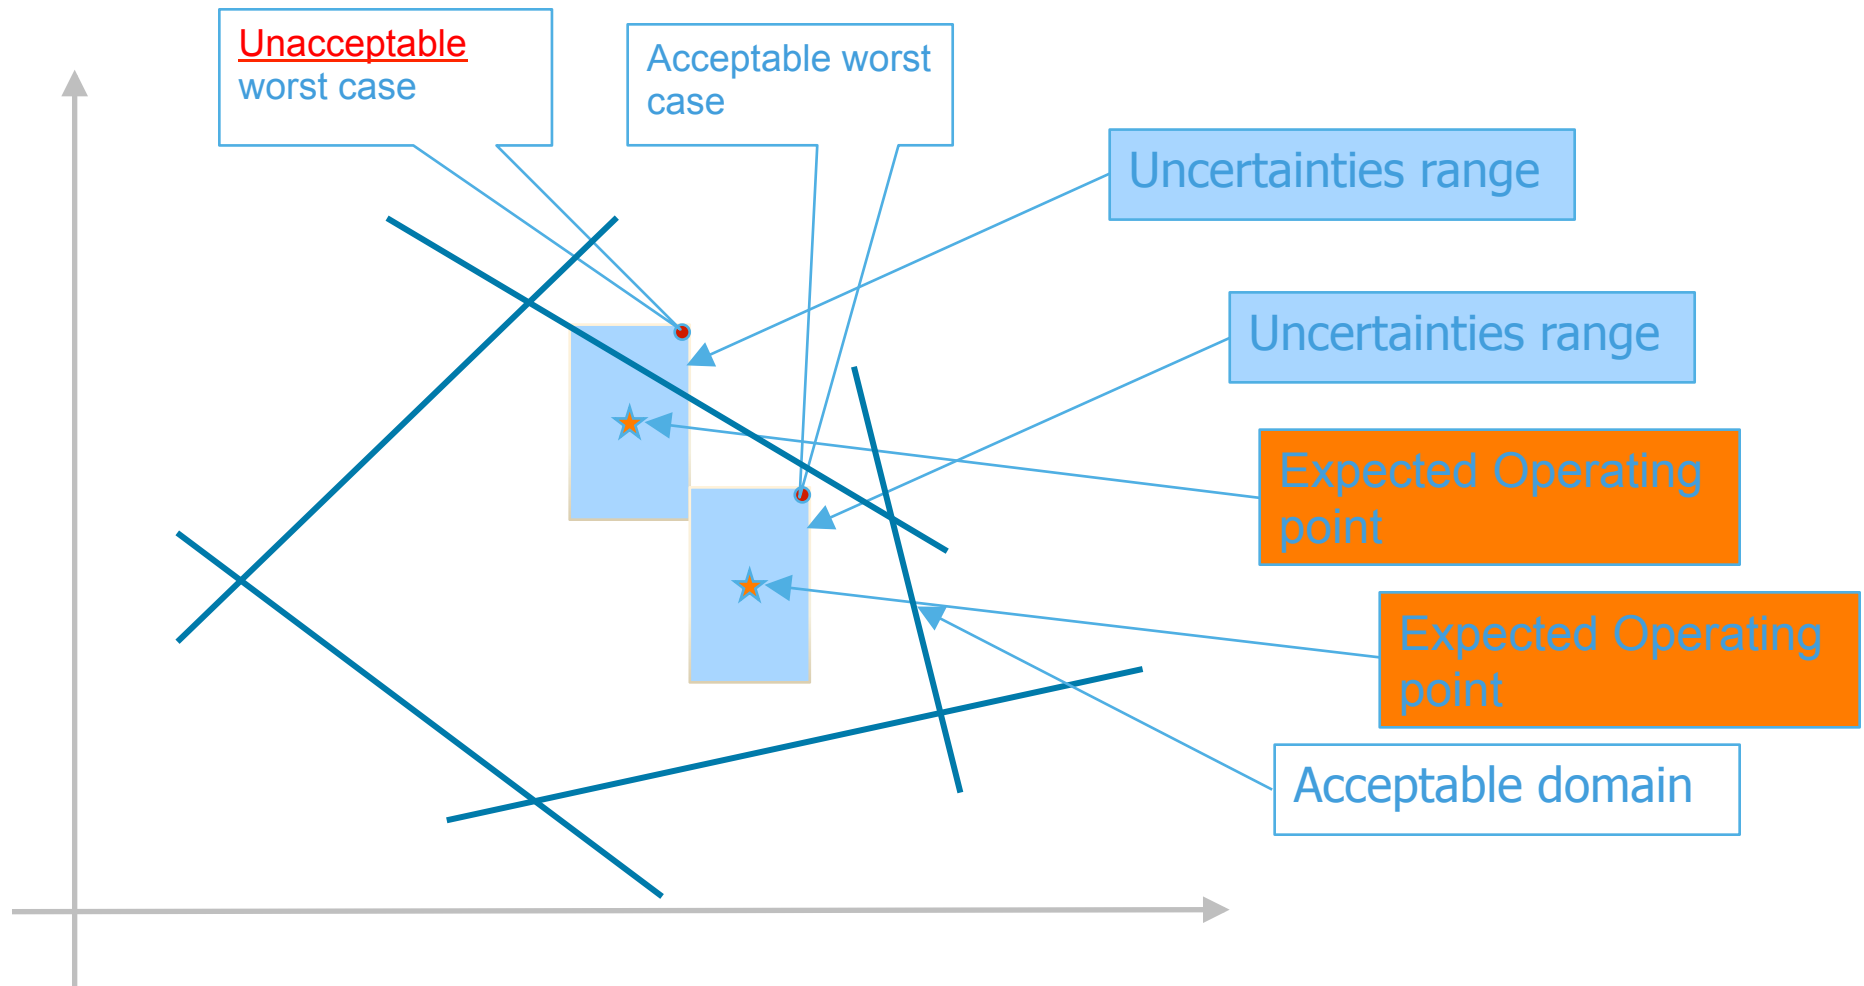 Unacceptable
worst case
Acceptable worst
case
Uncertainties range
Uncertainties range
Expected Operating
point
Expected Operating
point
Acceptable domain